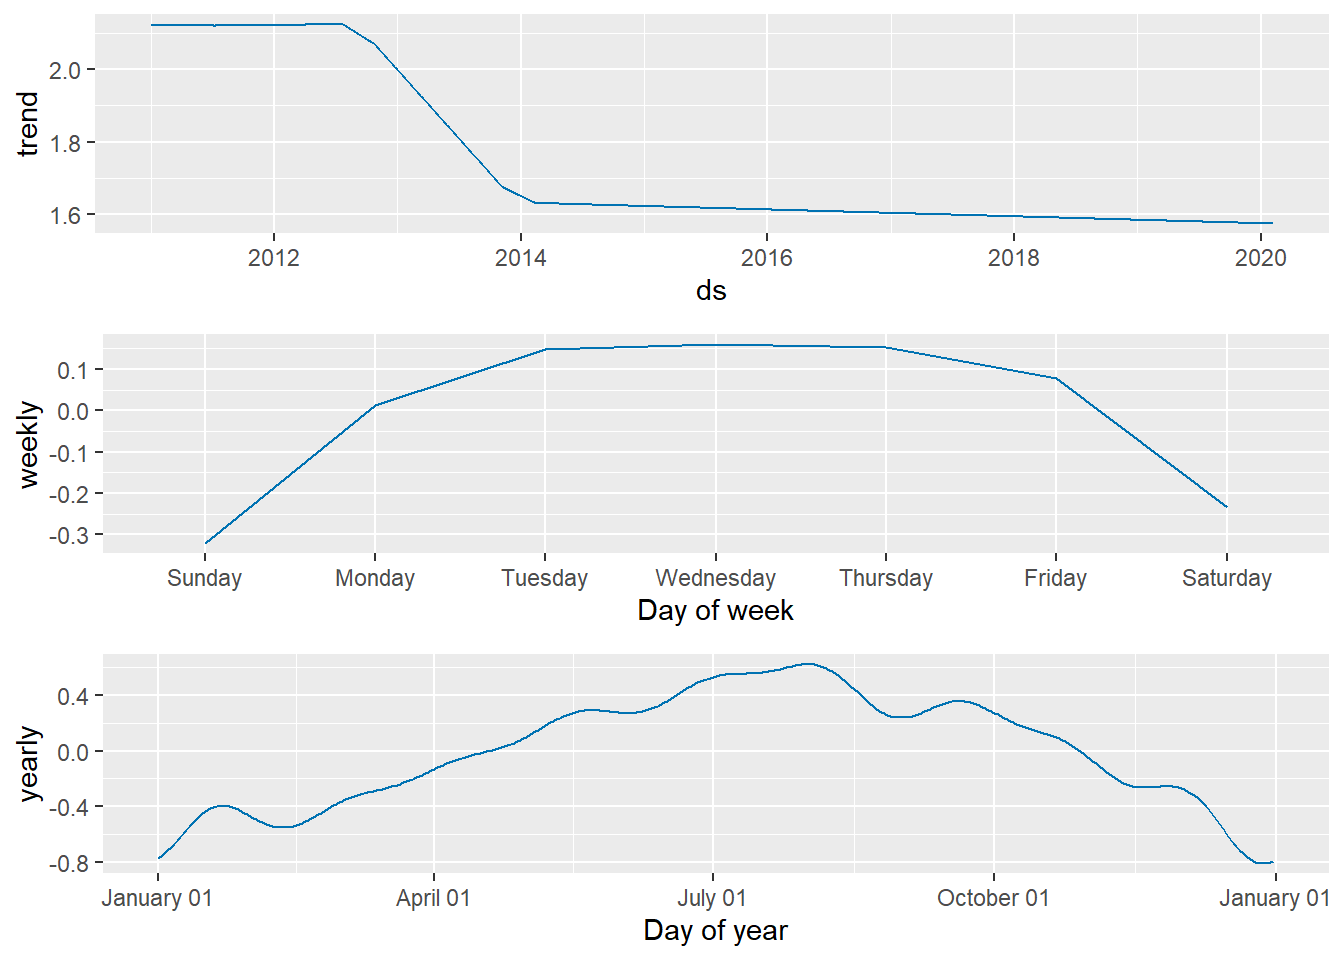 2.0
1.8
1.6
trend
2012 2014 2016 2018 2020
ds
0.1
0.0
-0.1
-0.2
-0.3
weekly
Sunday Monday Tuesday Wednesday Thursday Friday Saturday
Day of week
0.4
0.0
-0.4
-0.8
yearly
January 01 April 01 July 01 October 01 January 01
Day of year